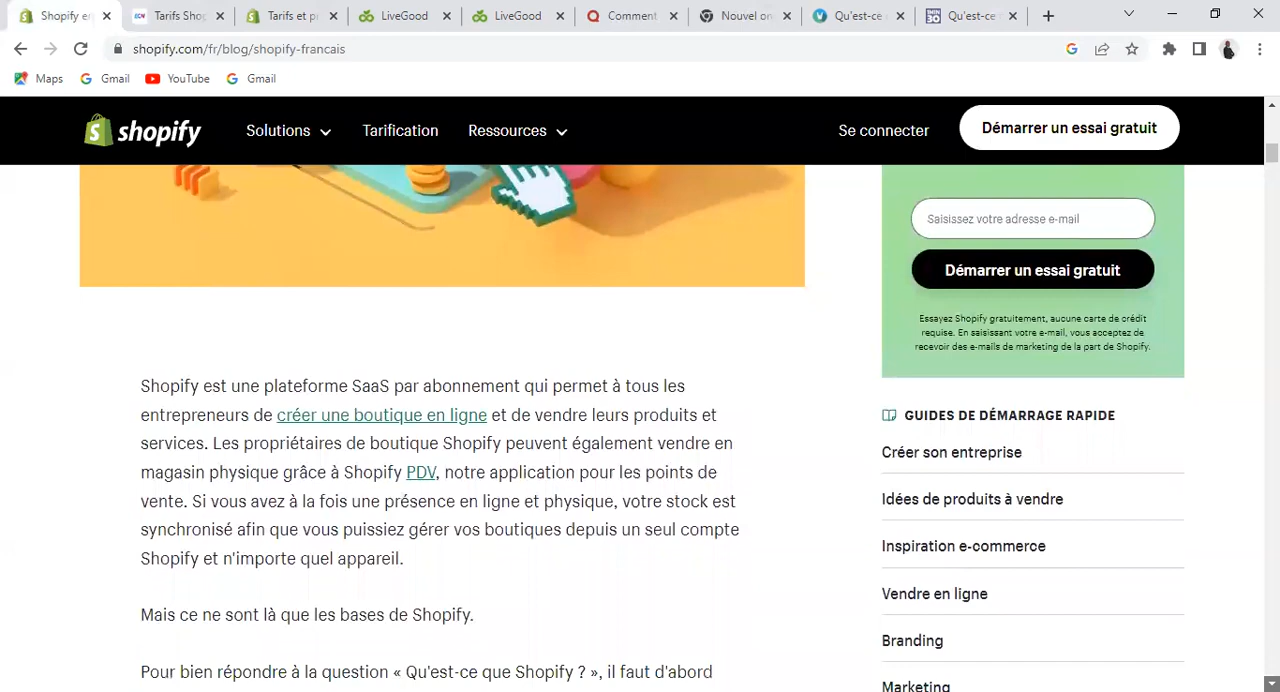 Shopify en
Tarifs Shop
Tarifs et pr
LiveGood
LiveGood
Comment
Nouvel on
Qu'est-ce
Qu'est-ce
shopify.com/fr/blog/shopify-francais
Maps
Gmail
YouTube
Gmail
shopify
Solutions
Tarification
Ressources
Se connecter
Démarrer un essai gratuit
Saisissez votre adresse e-mail
Démarrer un essai gratuit
Essayez Shopify gratuitement, aucune carte de crédit
requise. En saisissant votre e-mail, vous acceptez de
recevoir des e-mails de marketing de la part de Shopify.
Shopify est une plateforme SaaS par abonnement qui permet à tous les
entrepreneurs de créer une boutique en ligne et de vendre leurs produits et
services. Les propriétaires de boutique Shopify peuvent également vendre en
magasin physique grâce à Shopify PDV, notre application pour les points de
vente. Si vous avez à la fois une présence en ligne et physique, votre stock est
synchronisé afin que vous puissiez gérer vos boutiques depuis un seul compte
Shopify et n'importe quel appareil.
Mais ce ne sont là que les bases de Shopify.
Pour bien répondre à la question « Qu'est-ce que Shopify ? », il faut d'abord
GUIDES DE DÉMARRAGE RAPIDE
Créer son entreprise
Idées de produits à vendre
Inspiration e-commerce
Vendre en ligne
Branding
Marketing